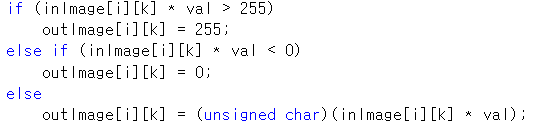 if (inImage[i][k] * val > 255)
outImage[i][k] = 255;
else if (inImage[i][k] * val < 0)
outImage[i][k] = 0;
else
outImage[i][k] = (unsigned char)(inImage[i][k] * val);